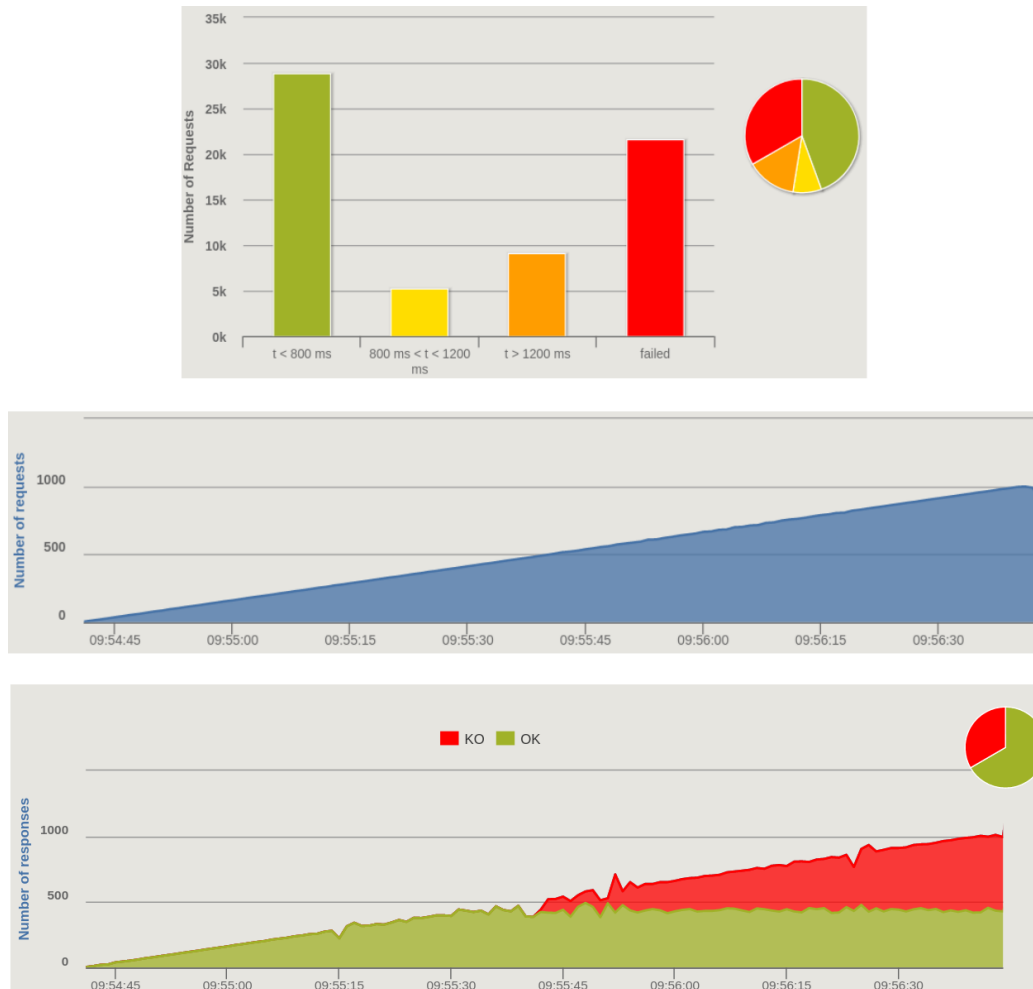 35k
30k
25k
20k
15k
10k
5k
0k
Number of Requests
t < 800 ms
800 ms < t < 1200
ms
t > 1200 ms
failed
Number of requests
1000
500
0
09:54:45 09:55:00 09:55:15 09:55:30 09:55:45 09:56:00 09:56:15 09:56:30
KO OK
Number of responses
1000
500
0
09:54:45 09:55:00 09:55:15 09:55:30 09:55:45 09:56:00 09:56:15 09:56:30